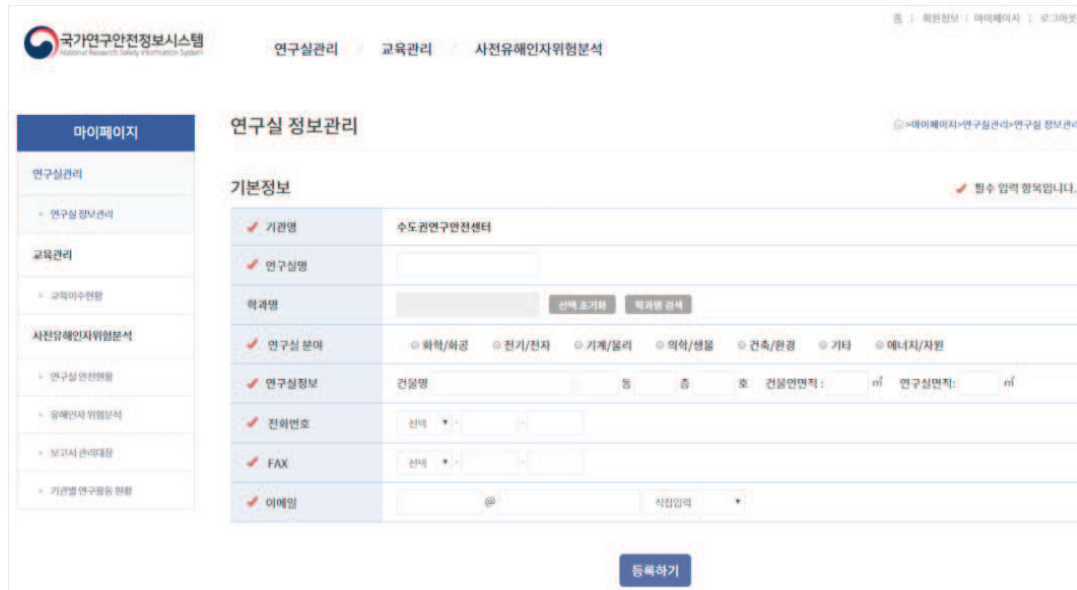 홈 | 회원정보 | 마이페이지 | 로그아웃
국가연구안전정보시스템
National Research Safety Information System
연구실관리 / 교육관리 / 사전유해인자위험분석
마이페이지
연구실관리
연구실 정보관리
교육관리
교육이수현황
사전유해인자위험분석
연구실 안전현황
유해인자 위험분석
보고서 관리대장
기관별 연구활동 현황
연구실 정보관리
>마이페이지>연구실관리>연구실 정보관리
기본정보
✔ 필수 입력 항목입니다.
✔ 기관명 수도권연구안전센터
✔ 연구실명
학과명 선택 초기화 학과명 검색
✔ 연구실 분야 화학/화공 전기/전자 기계/물리 의학/생물 건축/환경 기타 에너지/자원
✔ 연구실정보 건물명 동 층 호 건물연면적 : ㎡ 연구실면적: ㎡
✔ 전화번호 선택 ▼ - -
✔ FAX 선택 ▼ - -
✔ 이메일 @ 직접입력 ▼
등록하기